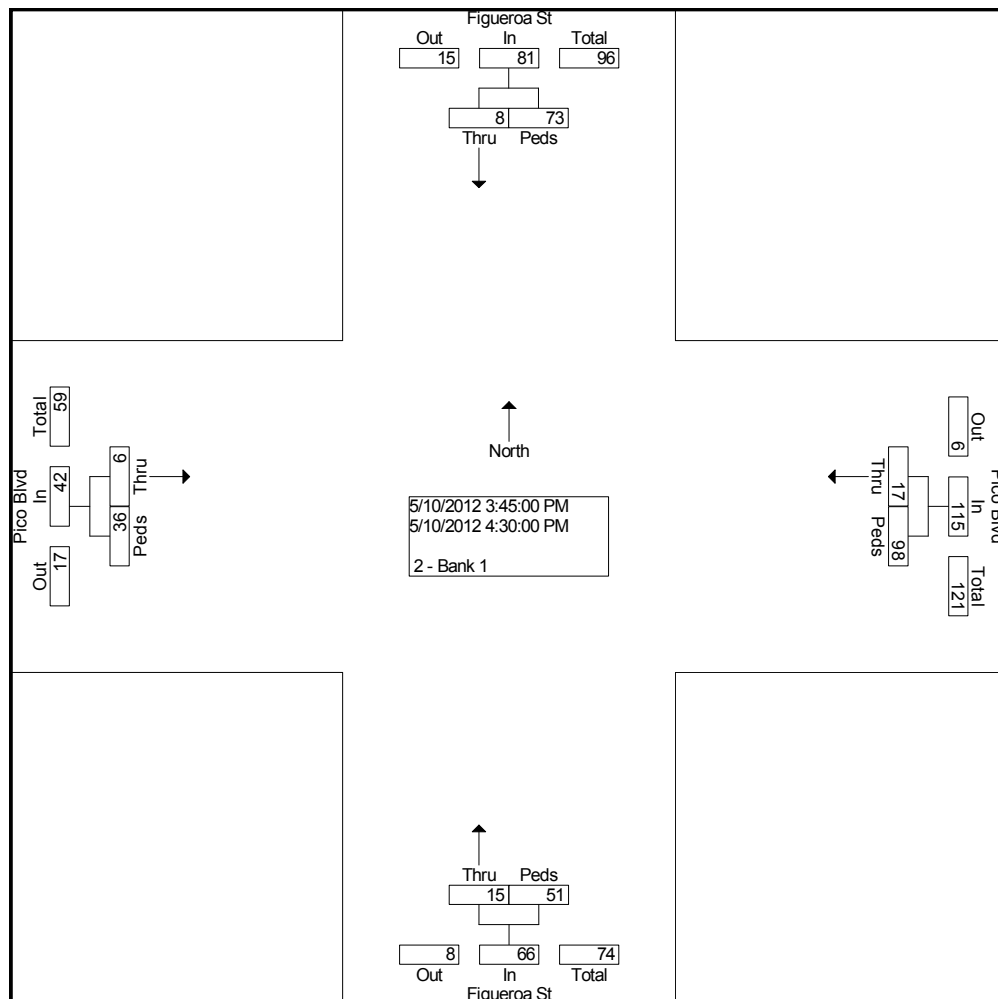 Figueroa St
Out In Total
15 81 96
8 73
Thru Peds
Total 59
In 42
Out 17
Pico Blvd
6 Thru
36 Peds
North
5/10/2012 3:45:00 PM
5/10/2012 4:30:00 PM
2 - Bank 1
Thru 17
Peds 98
Out 6
In 115
Total 121
Pico Blvd
Thru Peds
15 51
8 66 74
Out In Total
Figueroa St